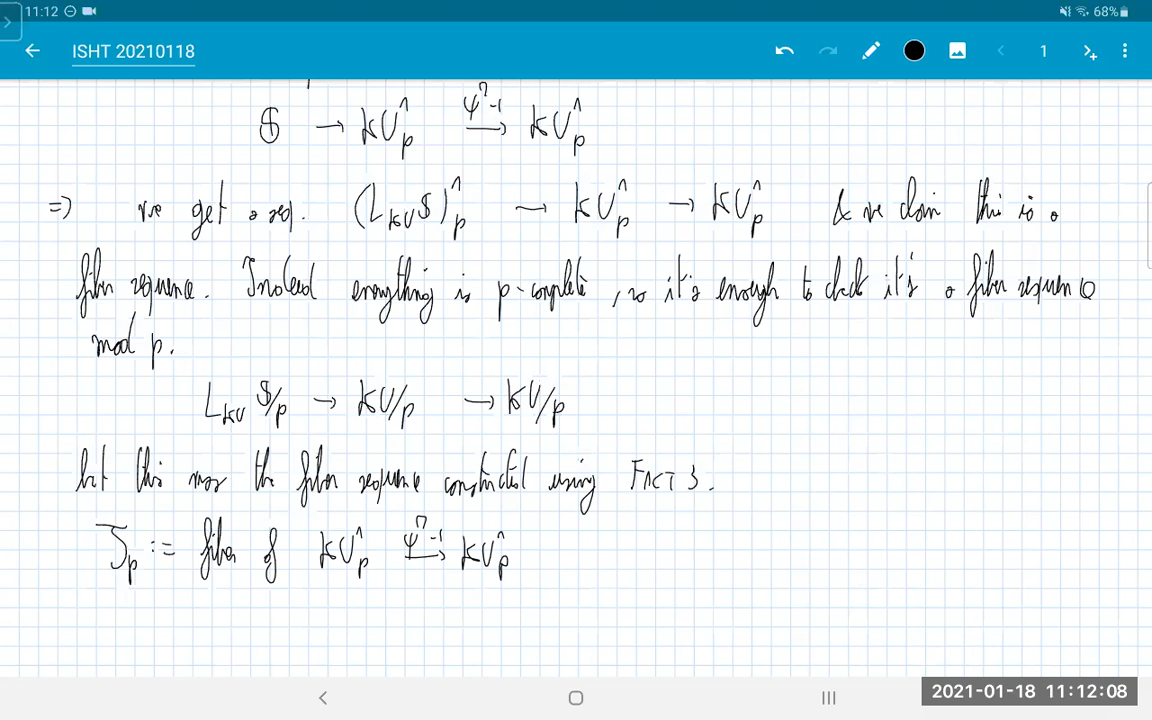 11:12
68%
ISHT 20210118
1
𝕊 → KU^_p —ψ^η-1→ KU^_p
⇒ we get a seq. (L_KU 𝕊)^_p → KU^_p → KU^_p & we claim this is a
fiber sequence. Indeed everything is p-complete, so it's enough to check it's a fiber sequence
mod p.
L_KU 𝕊/p → KU/p → KU/p
but this was the fiber sequence constructed using FACT 3.
J_p := fiber of KU^_p —ψ^η-1→ KU^_p
2021-01-18 11:12:08